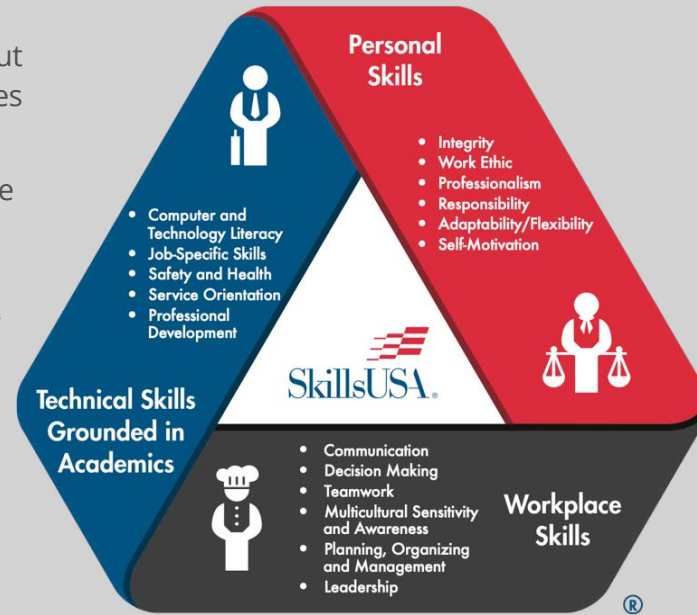 ut
es
e
Personal
Skills
• Integrity
• Work Ethic
• Professionalism
• Responsibility
• Adaptability/Flexibility
• Self-Motivation
• Computer and
Technology Literacy
• Job-Specific Skills
• Safety and Health
• Service Orientation
• Professional
Development
Technical Skills
Grounded in
Academics
SkillsUSA®
• Communication
• Decision Making
• Teamwork
• Multicultural Sensitivity
and Awareness
• Planning, Organizing
and Management
• Leadership
Workplace
Skills
®